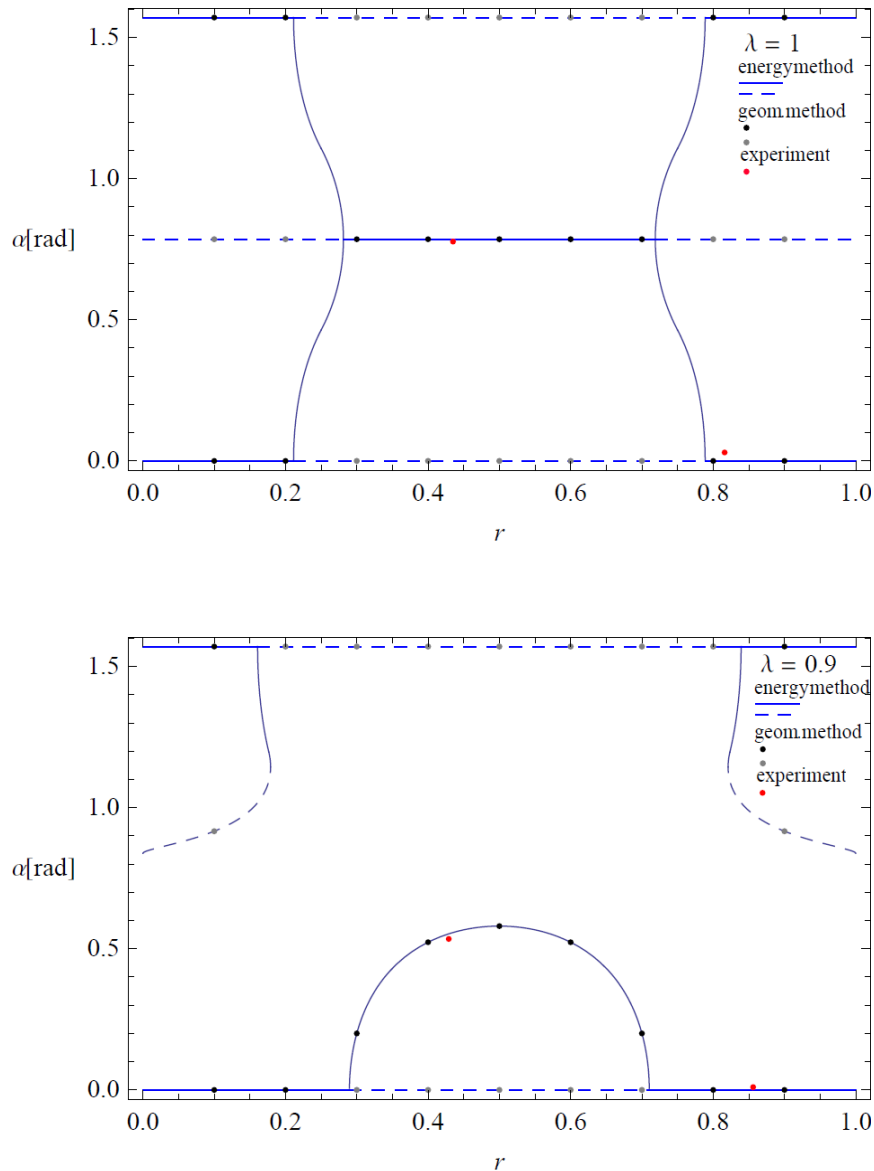 1.5
λ = 1
energymethod
geom.method
experiment
1.0
α[rad]
0.5
0.0
0.0 0.2 0.4 0.6 0.8 1.0
r
1.5
λ = 0.9
energymethod
geom.method
experiment
1.0
α[rad]
0.5
0.0
0.0 0.2 0.4 0.6 0.8 1.0
r